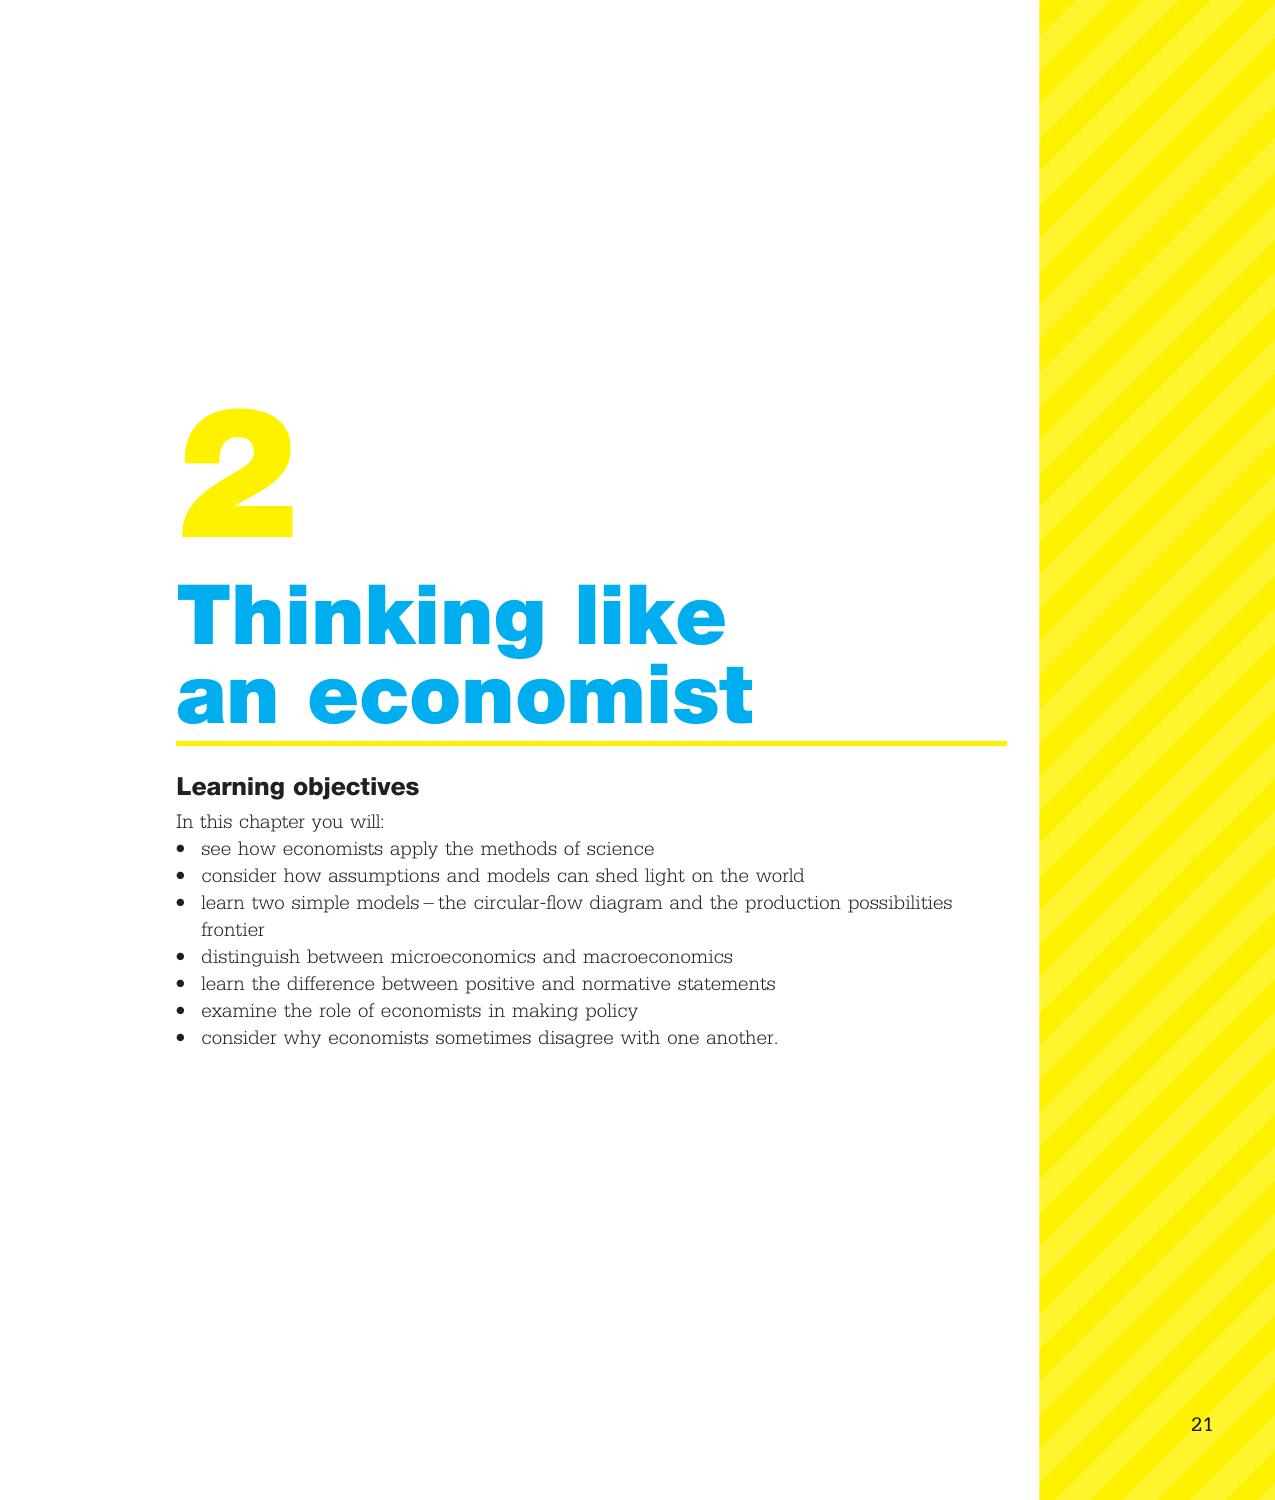 2
Thinking like
an economist
Learning objectives
In this chapter you will:
• see how economists apply the methods of science
• consider how assumptions and models can shed light on the world
• learn two simple models – the circular-flow diagram and the production possibilities
frontier
• distinguish between microeconomics and macroeconomics
• learn the difference between positive and normative statements
• examine the role of economists in making policy
• consider why economists sometimes disagree with one another.
21